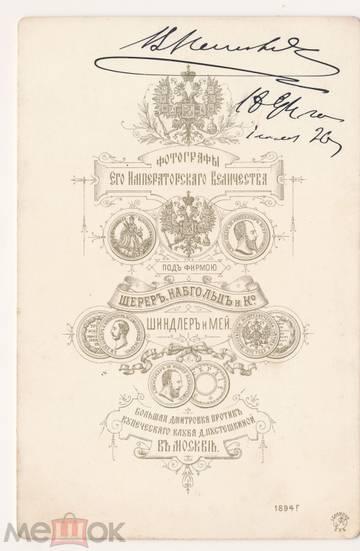 ФОТОГРАФЫ
ЕГО ИМПЕРАТОРСКАГО ВЕЛИЧЕСТВА
ПОДЪ ФИРМОЮ
ШЕРЕРЪ, НАБГОЛЬЦЪ и Ко
ШИНДЛЕРЪ и МЕЙ.
БОЛЬШАЯ ДМИТРОВКА ПРОТИВЪ
КУПЕЧЕСКАГО КЛУБА Д. ПУСТОШКИНОЙ
ВЪ МОСКВѢ.
1894 Г
МЕШОК